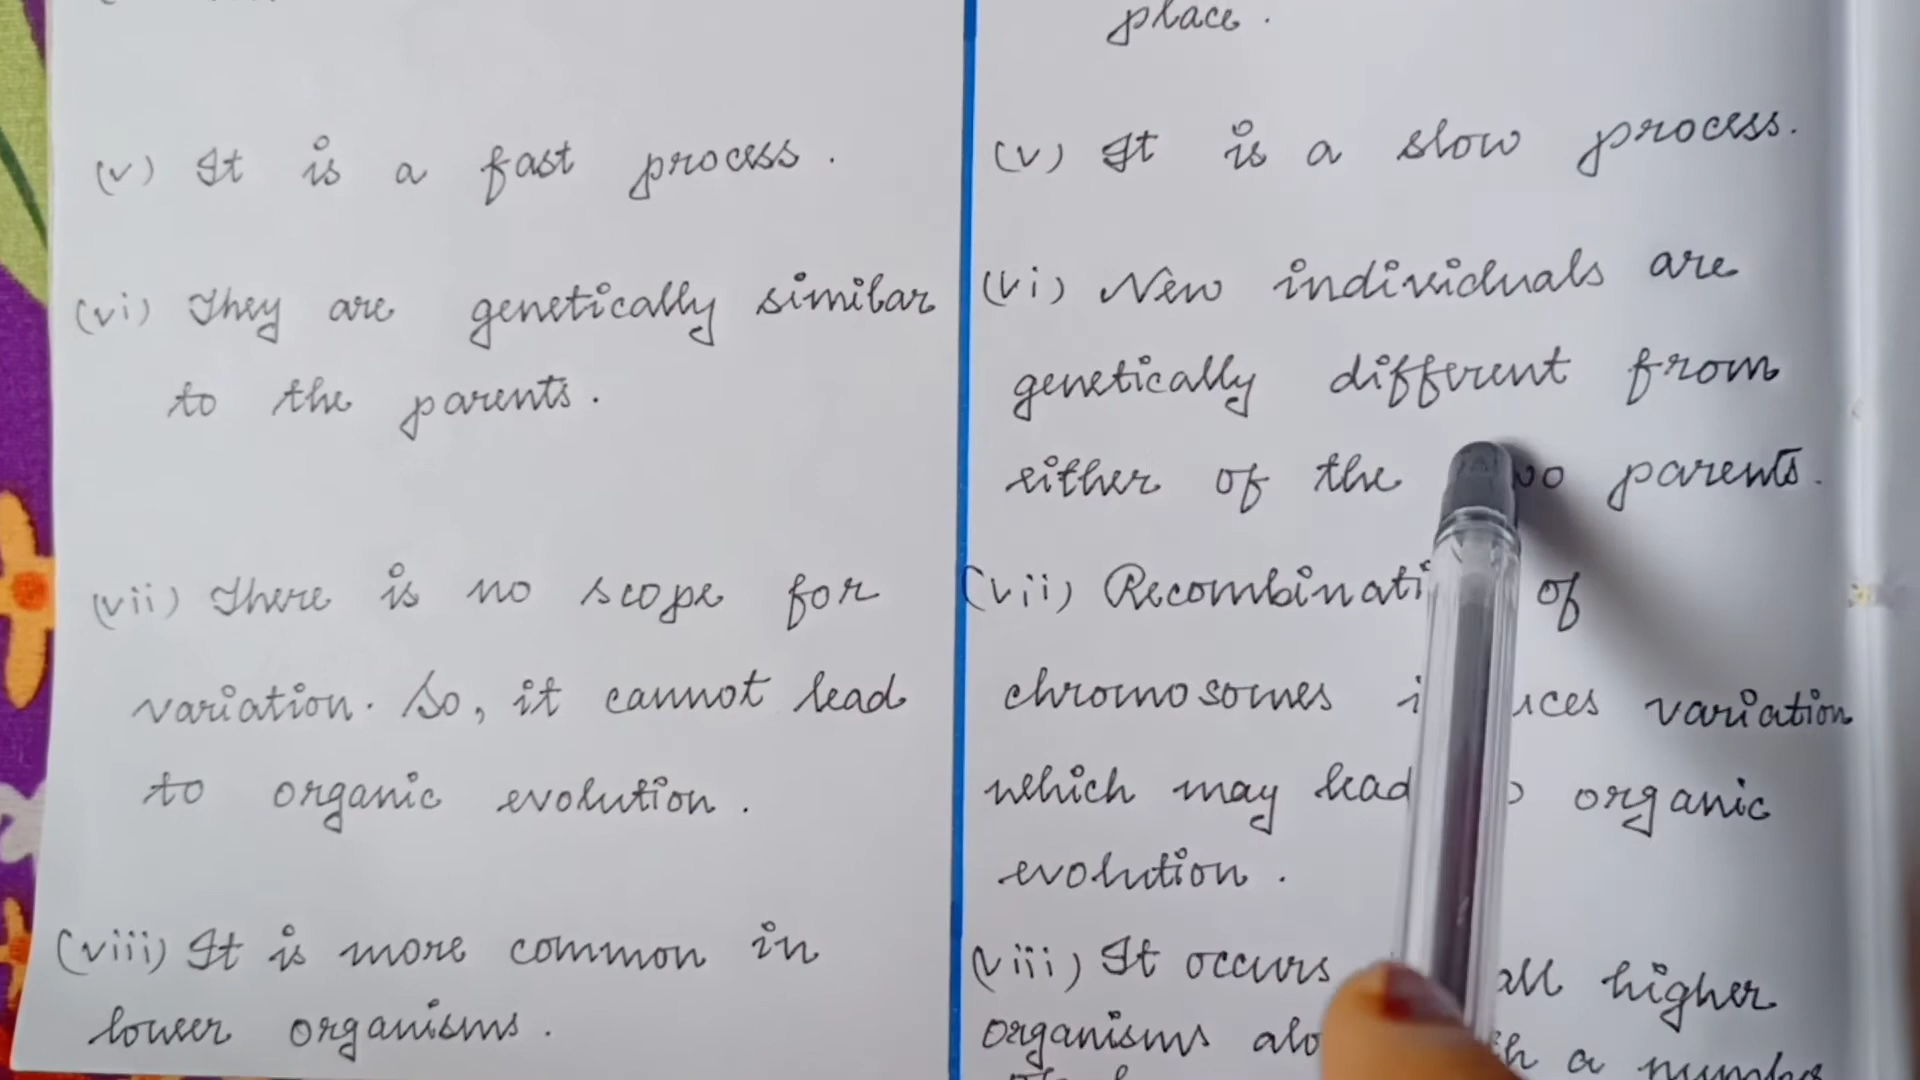 (v) It is a fast process.
(vi) They are genetically similar
to the parents.
(vii) There is no scope for
variation. So, it cannot lead
to organic evolution.
(viii) It is more common in
lower organisms.
place.
(v) It is a slow process.
(vi) New individuals are
genetically different from
either of the parents.
(vii) of
chromosomes variation
which may lead organic
evolution.
(viii) It occurs all higher
organisms a